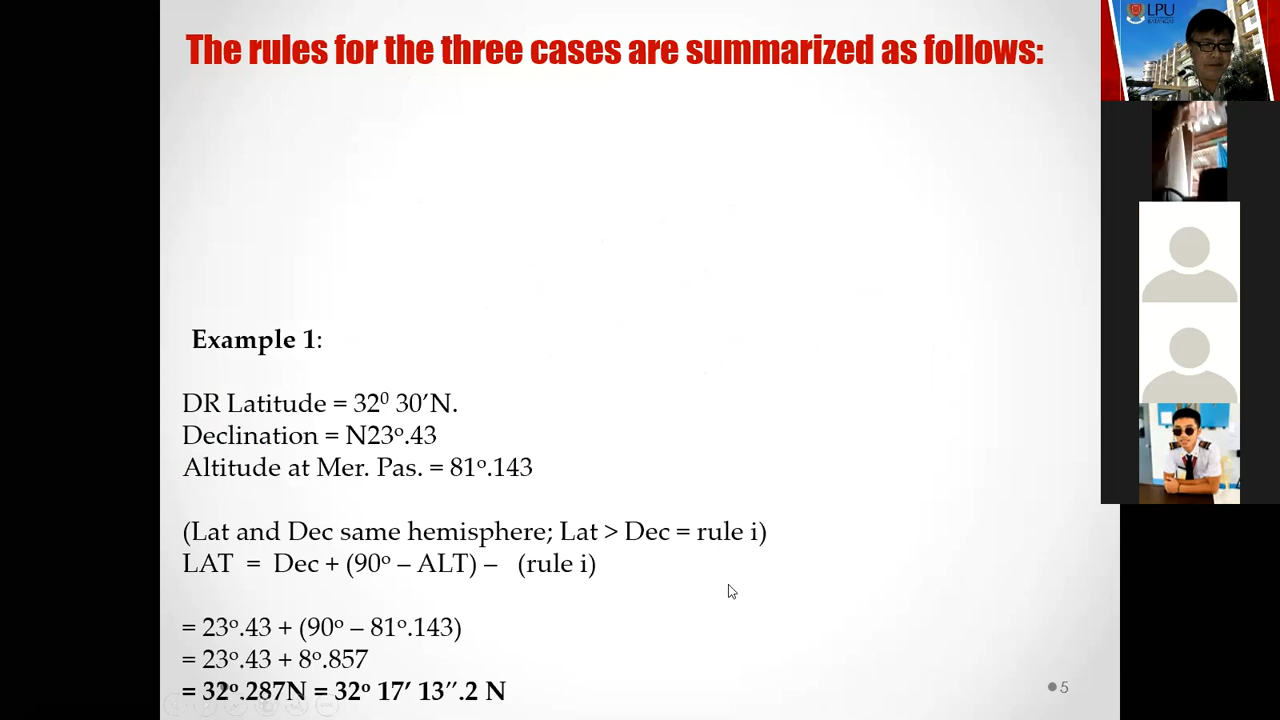 The rules for the three cases are summarized as follows:
LPU
Example 1:
DR Latitude = 32⁰ 30′N.
Declination = N23º.43
Altitude at Mer. Pas. = 81º.143
(Lat and Dec same hemisphere; Lat > Dec = rule i)
LAT = Dec + (90º – ALT) – (rule i)
= 23º.43 + (90º – 81º.143)
= 23º.43 + 8º.857
= 32º.287N = 32º 17′ 13″.2 N
5